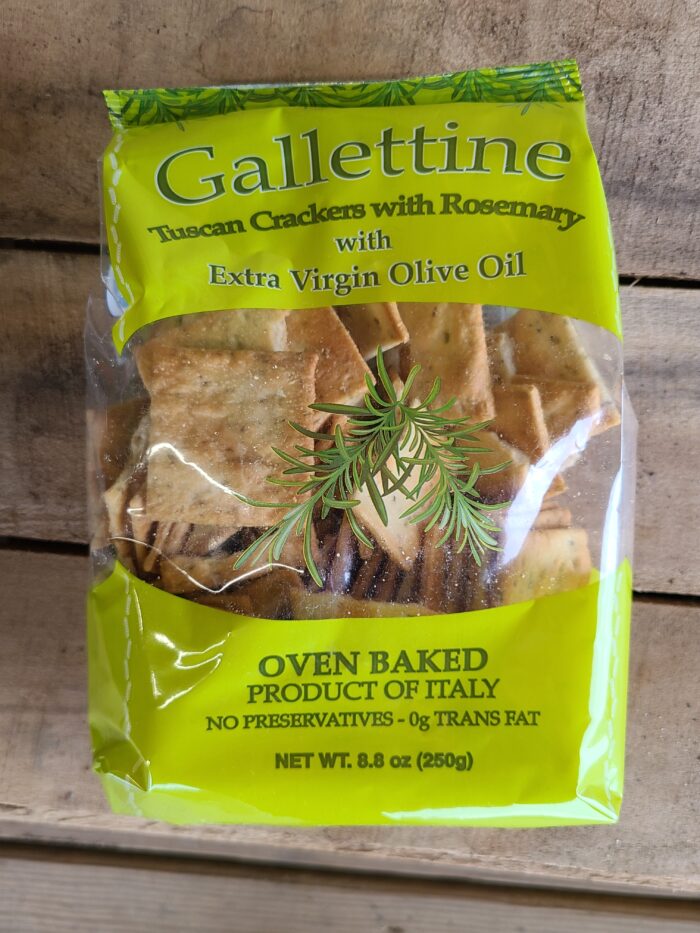 Gallettine
Tuscan Crackers with Rosemary
with
Extra Virgin Olive Oil
OVEN BAKED
PRODUCT OF ITALY
NO PRESERVATIVES - 0g TRANS FAT
NET WT. 8.8 oz (250g)